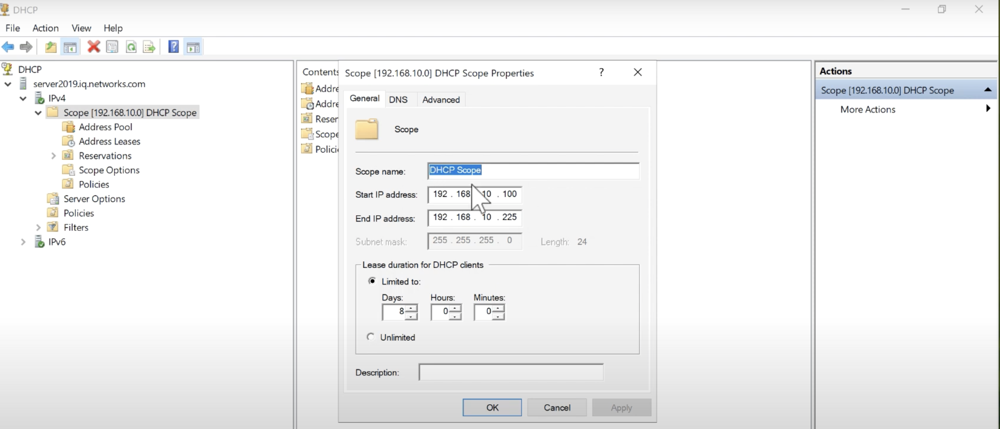 DHCP
File Action View Help
DHCP
server2019.iq.networks.com
IPv4
Scope [192.168.10.0] DHCP Scope
Address Pool
Address Leases
Reservations
Scope Options
Policies
Server Options
Policies
Filters
IPv6
Contents
Addre
Addre
Reser
Scope
Polici
Scope [192.168.10.0] DHCP Scope Properties ?
General DNS Advanced
Scope
Scope name: DHCP Scope
Start IP address: 192 . 168 10 . 100
End IP address: 192 . 168 . 10 . 225
Subnet mask: 255 . 255 . 255 . 0 Length: 24
Lease duration for DHCP clients
Limited to:
Days: Hours: Minutes:
8 0 0
Unlimited
Description:
OK Cancel Apply
Actions
Scope [192.168.10.0] DHCP Scope
More Actions